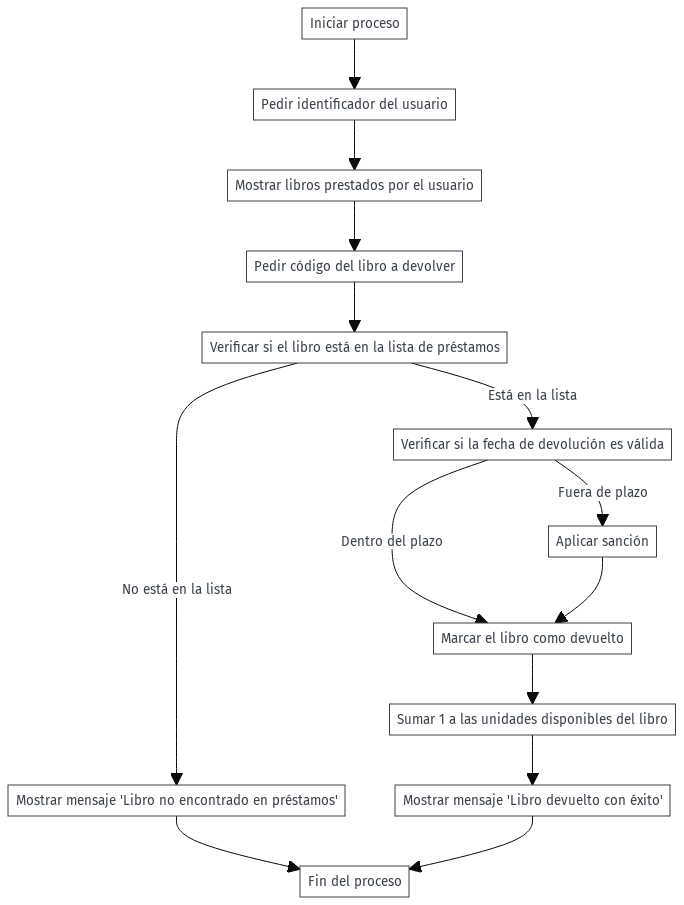 Iniciar proceso
Pedir identificador del usuario
Mostrar libros prestados por el usuario
Pedir código del libro a devolver
Verificar si el libro está en la lista de préstamos
Está en la lista
Verificar si la fecha de devolución es válida
Fuera de plazo
Dentro del plazo
Aplicar sanción
No está en la lista
Marcar el libro como devuelto
Sumar 1 a las unidades disponibles del libro
Mostrar mensaje 'Libro no encontrado en préstamos'
Mostrar mensaje 'Libro devuelto con éxito'
Fin del proceso